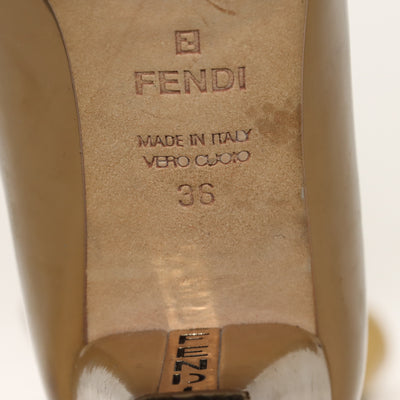 FENDI
MADE IN ITALY
VERO CUOIO
36
FENDI